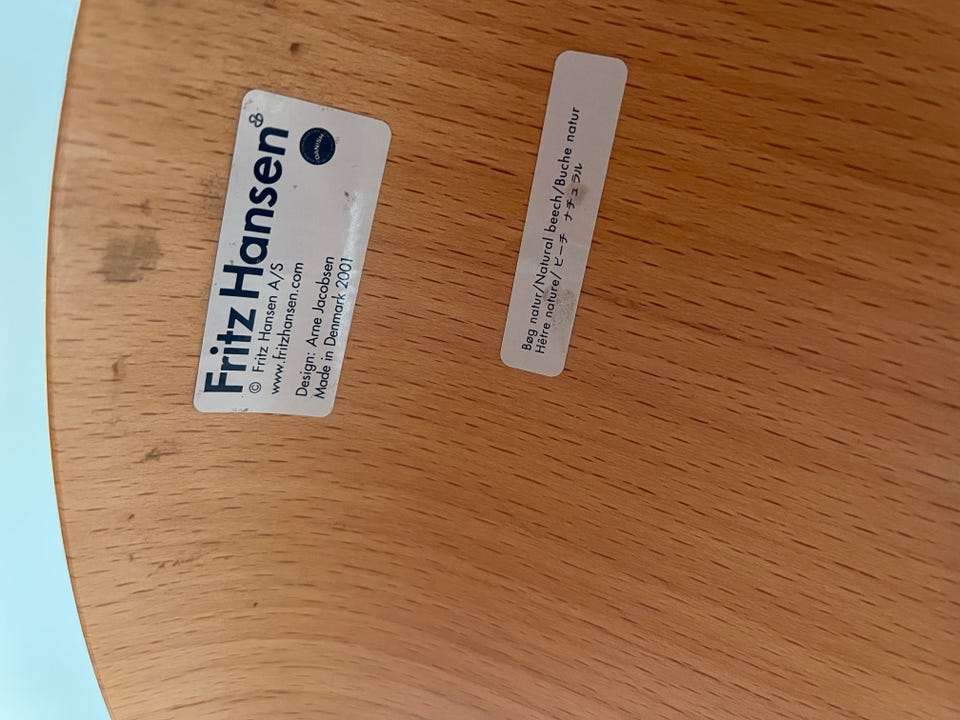 Fritz Hansen®
© Fritz Hansen A/S
www.fritzhansen.com
Design: Arne Jacobsen
Made in Denmark 2001
DANISH
Bøg natur/Natural beech/Buche natur
Hêtre nature/ビーチ ナチュラル